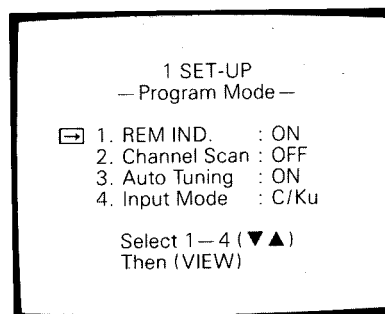 1 SET-UP
—Program Mode—
→ 1. REM IND. : ON
2. Channel Scan : OFF
3. Auto Tuning : ON
4. Input Mode : C/Ku
Select 1—4 (▼▲)
Then (VIEW)